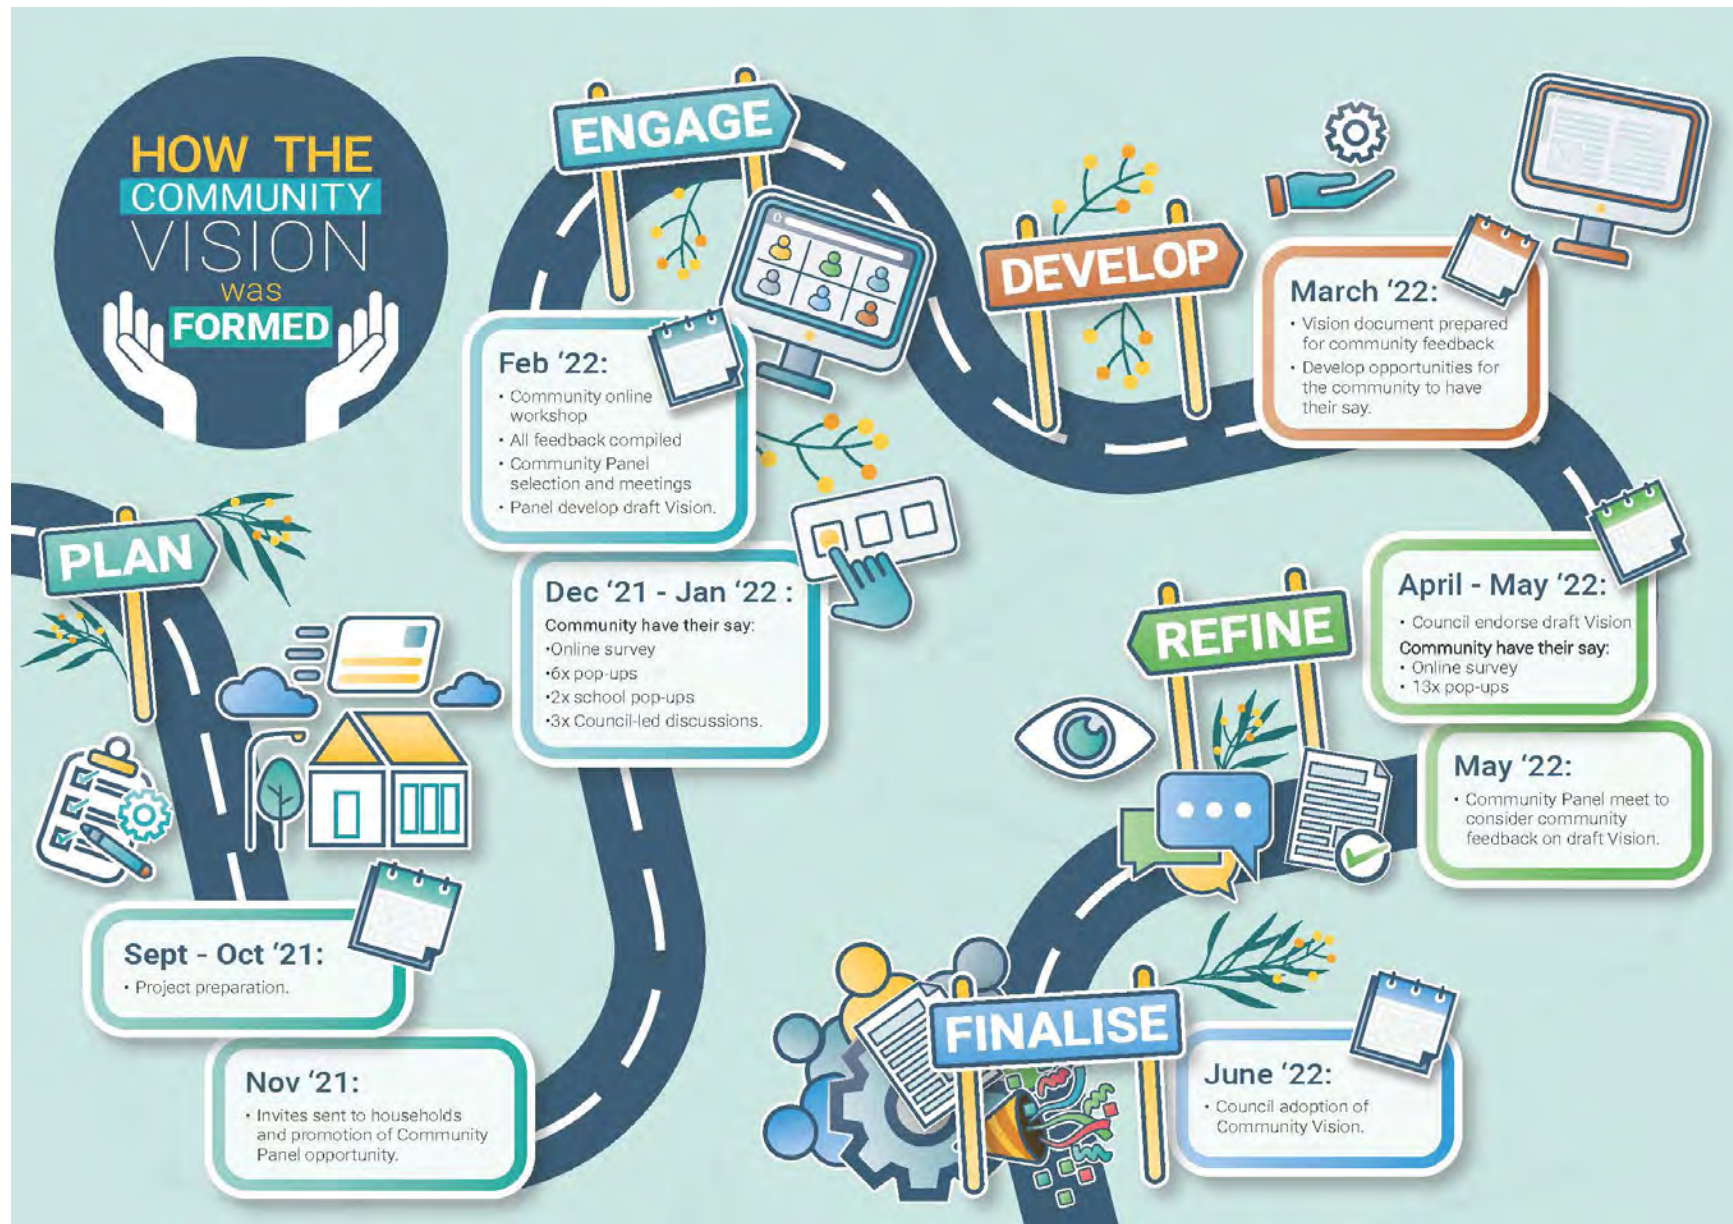 HOW THE
COMMUNITY
VISION
was
FORMED
PLAN
Sept - Oct ‘21:
• Project preparation.
Nov ‘21:
• Invites sent to households
and promotion of Community
Panel opportunity.
ENGAGE
Dec ‘21 - Jan ‘22 :
Community have their say:
•Online survey
•6x pop-ups
•2x school pop-ups
•3x Council-led discussions.
Feb ‘22:
• Community online
workshop
• All feedback compiled
• Community Panel
selection and meetings
• Panel develop draft Vision.
DEVELOP
March ‘22:
• Vision document prepared
for community feedback
• Develop opportunities for
the community to have
their say.
REFINE
April - May ‘22:
• Council endorse draft Vision
Community have their say:
• Online survey
• 13x pop-ups
May ‘22:
• Community Panel meet to
consider community
feedback on draft Vision.
FINALISE
June ‘22:
• Council adoption of
Community Vision.